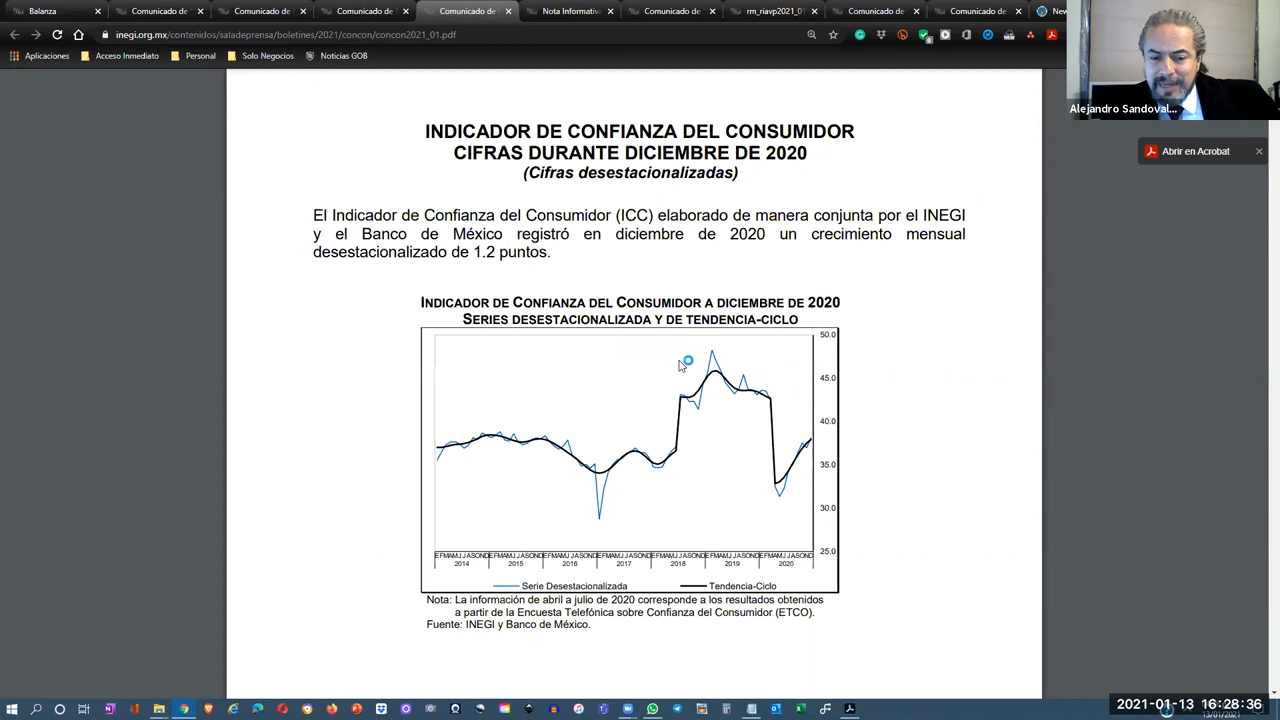 Balanza
Comunicado de
Comunicado de
Comunicado de
Comunicado de
Nota Informativ
Comunicado de
rm_riavp2021_01
Comunicado de
Comunicado de
New
inegi.org.mx/contenidos/saladeprensa/boletines/2021/concon/concon2021_01.pdf
Aplicaciones
Acceso Inmediato
Personal
Solo Negocios
Noticias GOB
Alejandro Sandoval...
Abrir en Acrobat
INDICADOR DE CONFIANZA DEL CONSUMIDOR
CIFRAS DURANTE DICIEMBRE DE 2020
(Cifras desestacionalizadas)
El Indicador de Confianza del Consumidor (ICC) elaborado de manera conjunta por el INEGI
y el Banco de México registró en diciembre de 2020 un crecimiento mensual
desestacionalizado de 1.2 puntos.
INDICADOR DE CONFIANZA DEL CONSUMIDOR A DICIEMBRE DE 2020
SERIES DESESTACIONALIZADA Y DE TENDENCIA-CICLO
50.0
45.0
40.0
35.0
30.0
25.0
EFMAMJJASONDEFMAMJJASONDEFMAMJJASONDEFMAMJJASONDEFMAMJJASONDEFMAMJJASONDEFMAMJJASOND
2014 2015 2016 2017 2018 2019 2020
Serie Desestacionalizada Tendencia-Ciclo
Nota: La información de abril a julio de 2020 corresponde a los resultados obtenidos
a partir de la Encuesta Telefónica sobre Confianza del Consumidor (ETCO).
Fuente: INEGI y Banco de México.
2021-01-13 16:28:36
13/01/2021